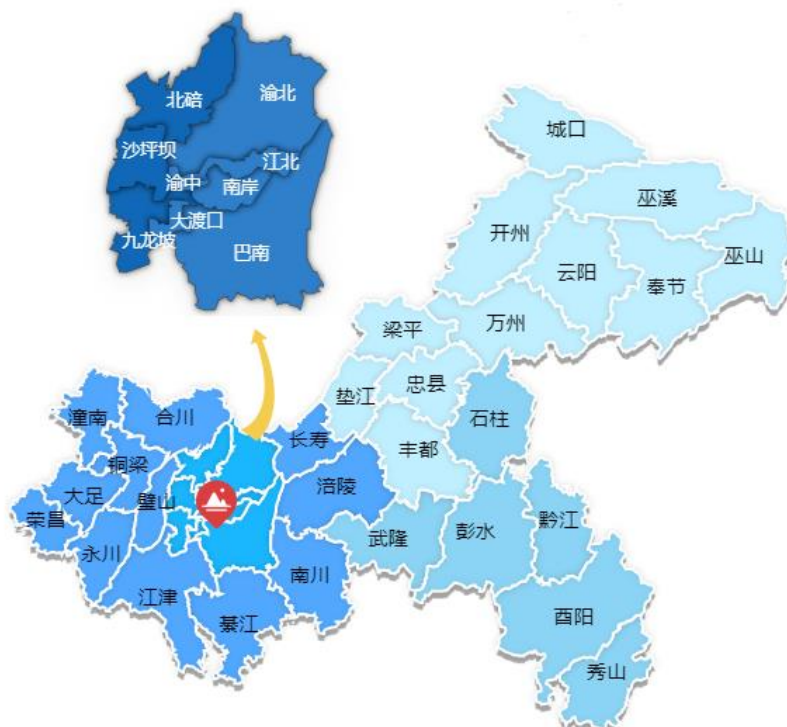 北碚
渝北
沙坪坝
江北
渝中
南岸
大渡口
九龙坡
巴南
城口
巫溪
开州
巫山
云阳
奉节
万州
梁平
忠县
垫江
石柱
丰都
潼南
合川
长寿
铜梁
涪陵
大足
璧山
荣昌
武隆
彭水
黔江
永川
南川
江津
綦江
酉阳
秀山